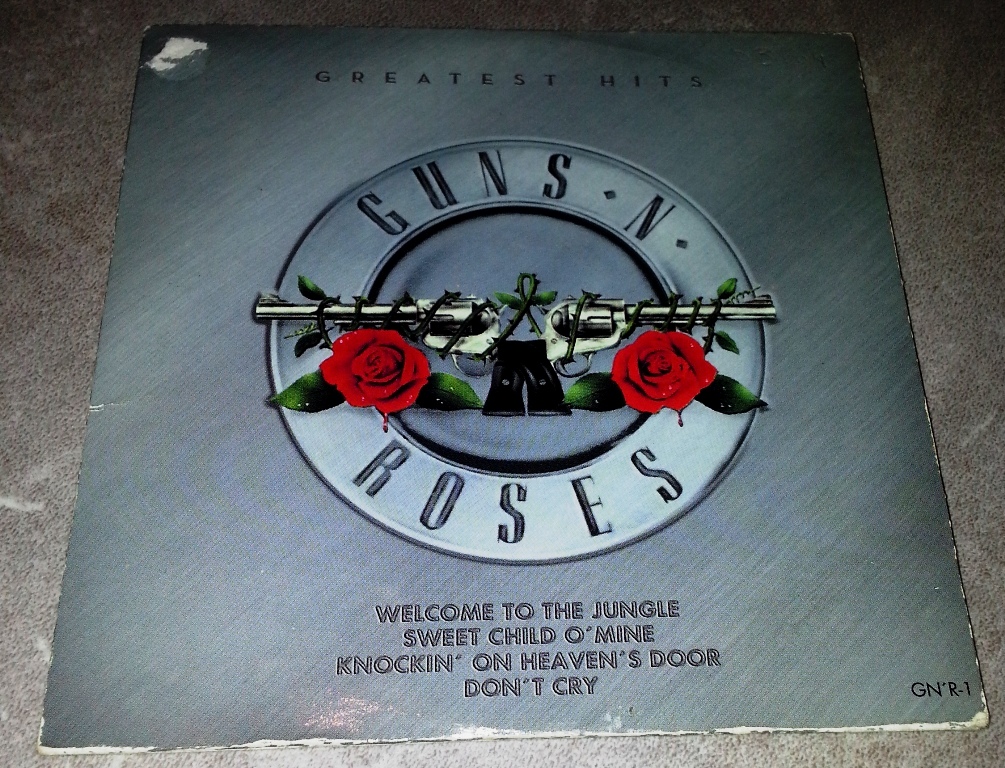 GREATEST HITS
GUNS · N ·
ROSES
WELCOME TO THE JUNGLE
SWEET CHILD O'MINE
KNOCKIN' ON HEAVEN'S DOOR
DON'T CRY
GN'R-1